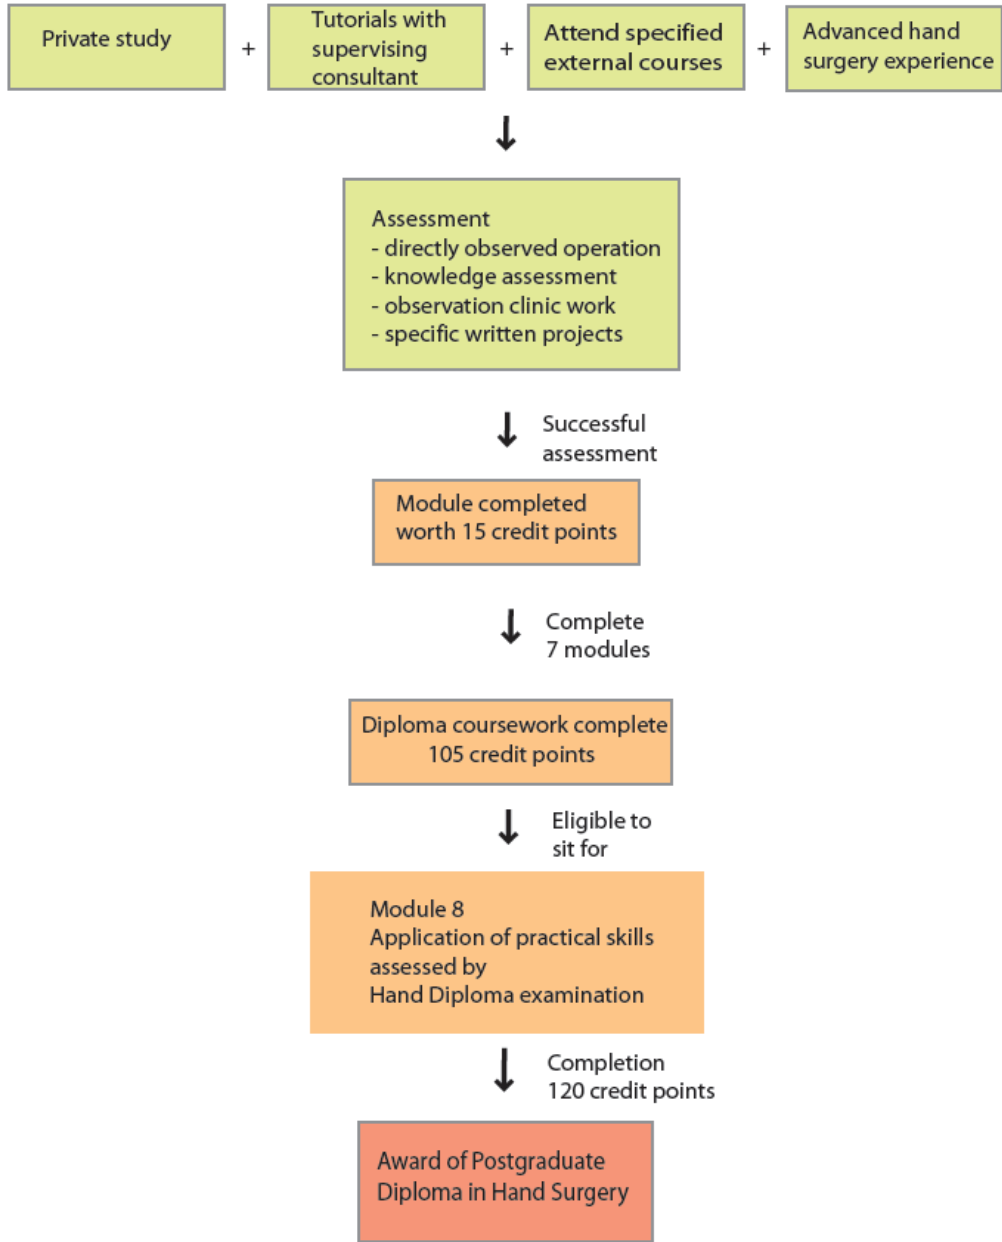 Private study
+
Tutorials with
supervising
consultant
+
Attend specified
external courses
+
Advanced hand
surgery experience
Assessment
- directly observed operation
- knowledge assessment
- observation clinic work
- specific written projects
Successful
assessment
Module completed
worth 15 credit points
Complete
7 modules
Diploma coursework complete
105 credit points
Eligible to
sit for
Module 8
Application of practical skills
assessed by
Hand Diploma examination
Completion
120 credit points
Award of Postgraduate
Diploma in Hand Surgery